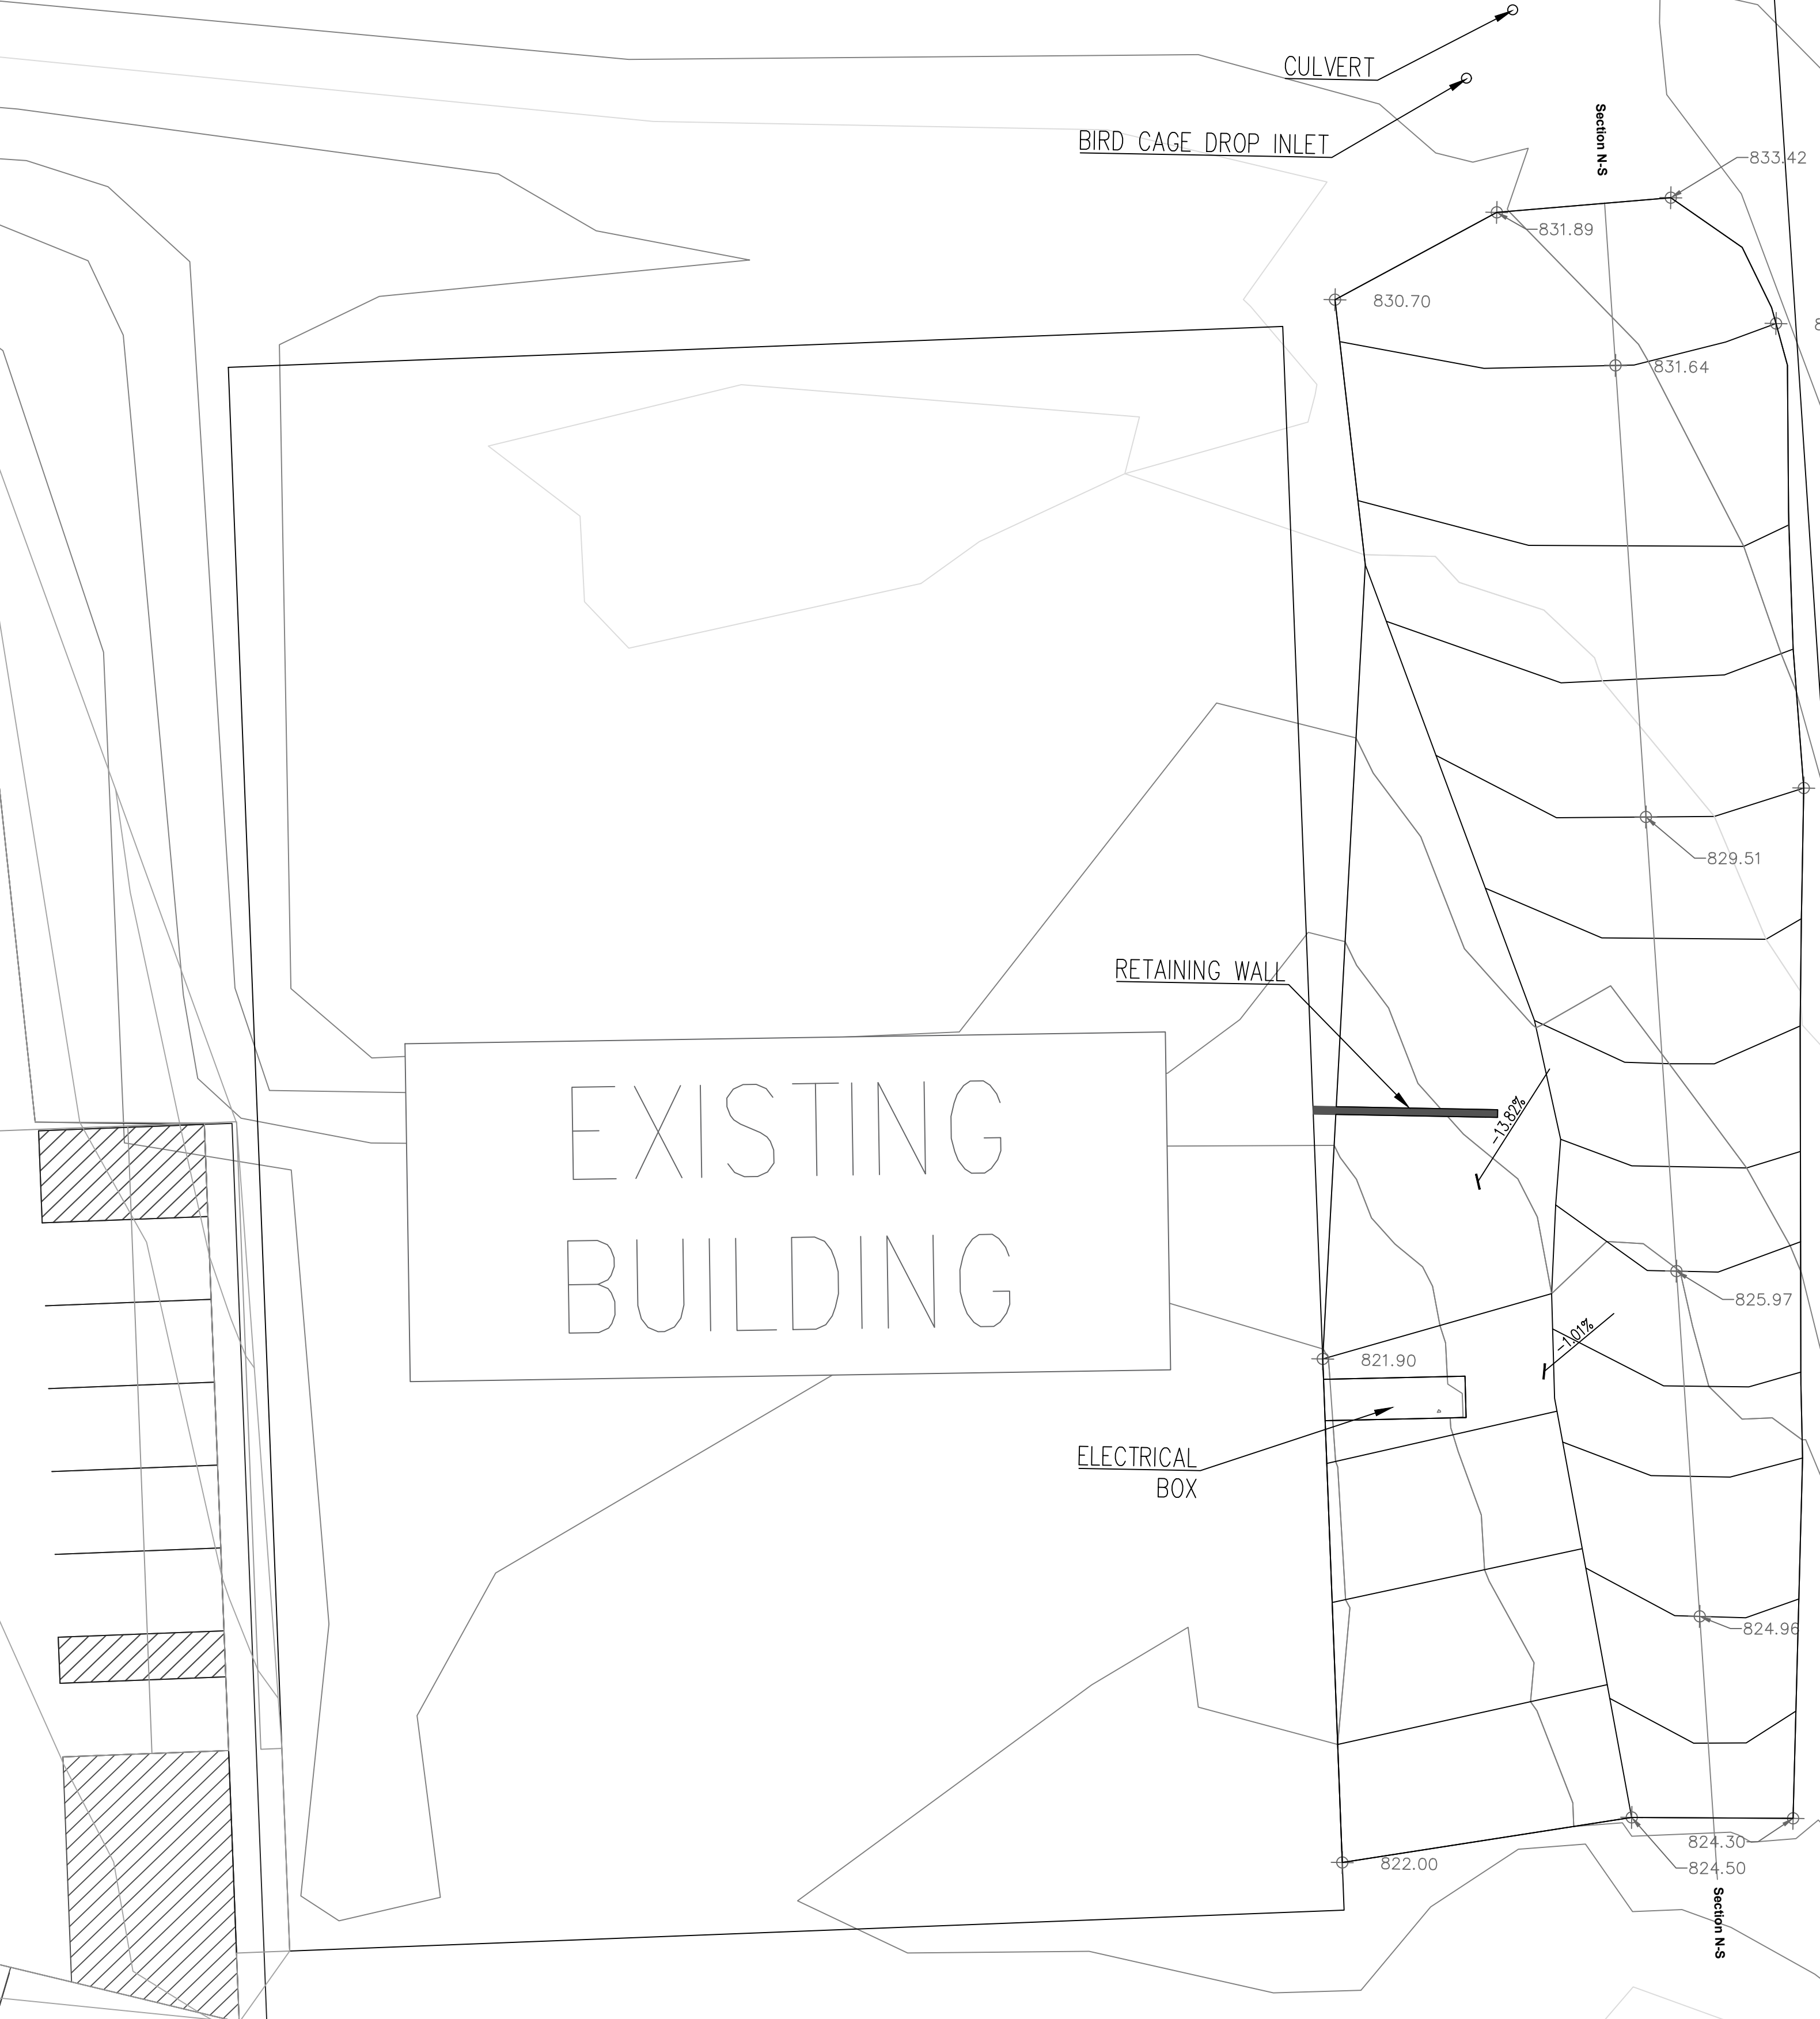 CULVERT
BIRD CAGE DROP INLET
Section N-S
833.42
831.89
830.70
831.64
829.51
RETAINING WALL
-13.82%
EXISTING
BUILDING
825.97
-1.01%
821.90
ELECTRICAL
BOX
824.96
824.30
822.00
824.50
Section N-S